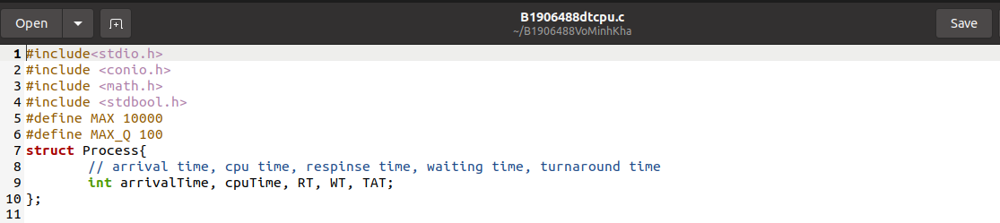 Open
B1906488dtcpu.c
~/B1906488VoMinhKha
Save
1 #include<stdio.h>
2 #include <conio.h>
3 #include <math.h>
4 #include <stdbool.h>
5 #define MAX 10000
6 #define MAX_Q 100
7 struct Process{
8 // arrival time, cpu time, respinse time, waiting time, turnaround time
9 int arrivalTime, cpuTime, RT, WT, TAT;
10 };
11